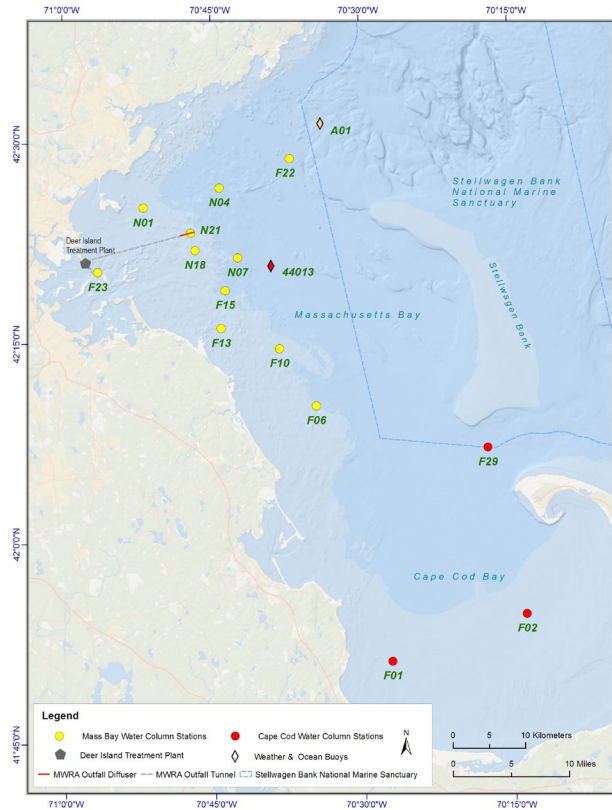 71°0'0"W 70°45'0"W 70°30'0"W 70°15'0"W
42°30'0"N
A01
F22
Stellwagen Bank
National Marine
Sanctuary
N04
N01
N21
Deer Island
Treatment Plant
N18
N07
44013
F23
Stellwagen Bank
F15
Massachusetts Bay
F13
42°15'0"N
F10
F06
F29
42°0'0"N
Cape Cod Bay
F02
F01
41°45'0"N
Legend
Mass Bay Water Column Stations
Cape Cod Water Column Stations
Deer Island Treatment Plant
Weather & Ocean Buoys
MWRA Outfall Diffuser
MWRA Outfall Tunnel
Stellwagen Bank National Marine Sanctuary
N
0 5 10 Kilometers
0 5 10 Miles
71°0'0"W 70°45'0"W 70°30'0"W 70°15'0"W